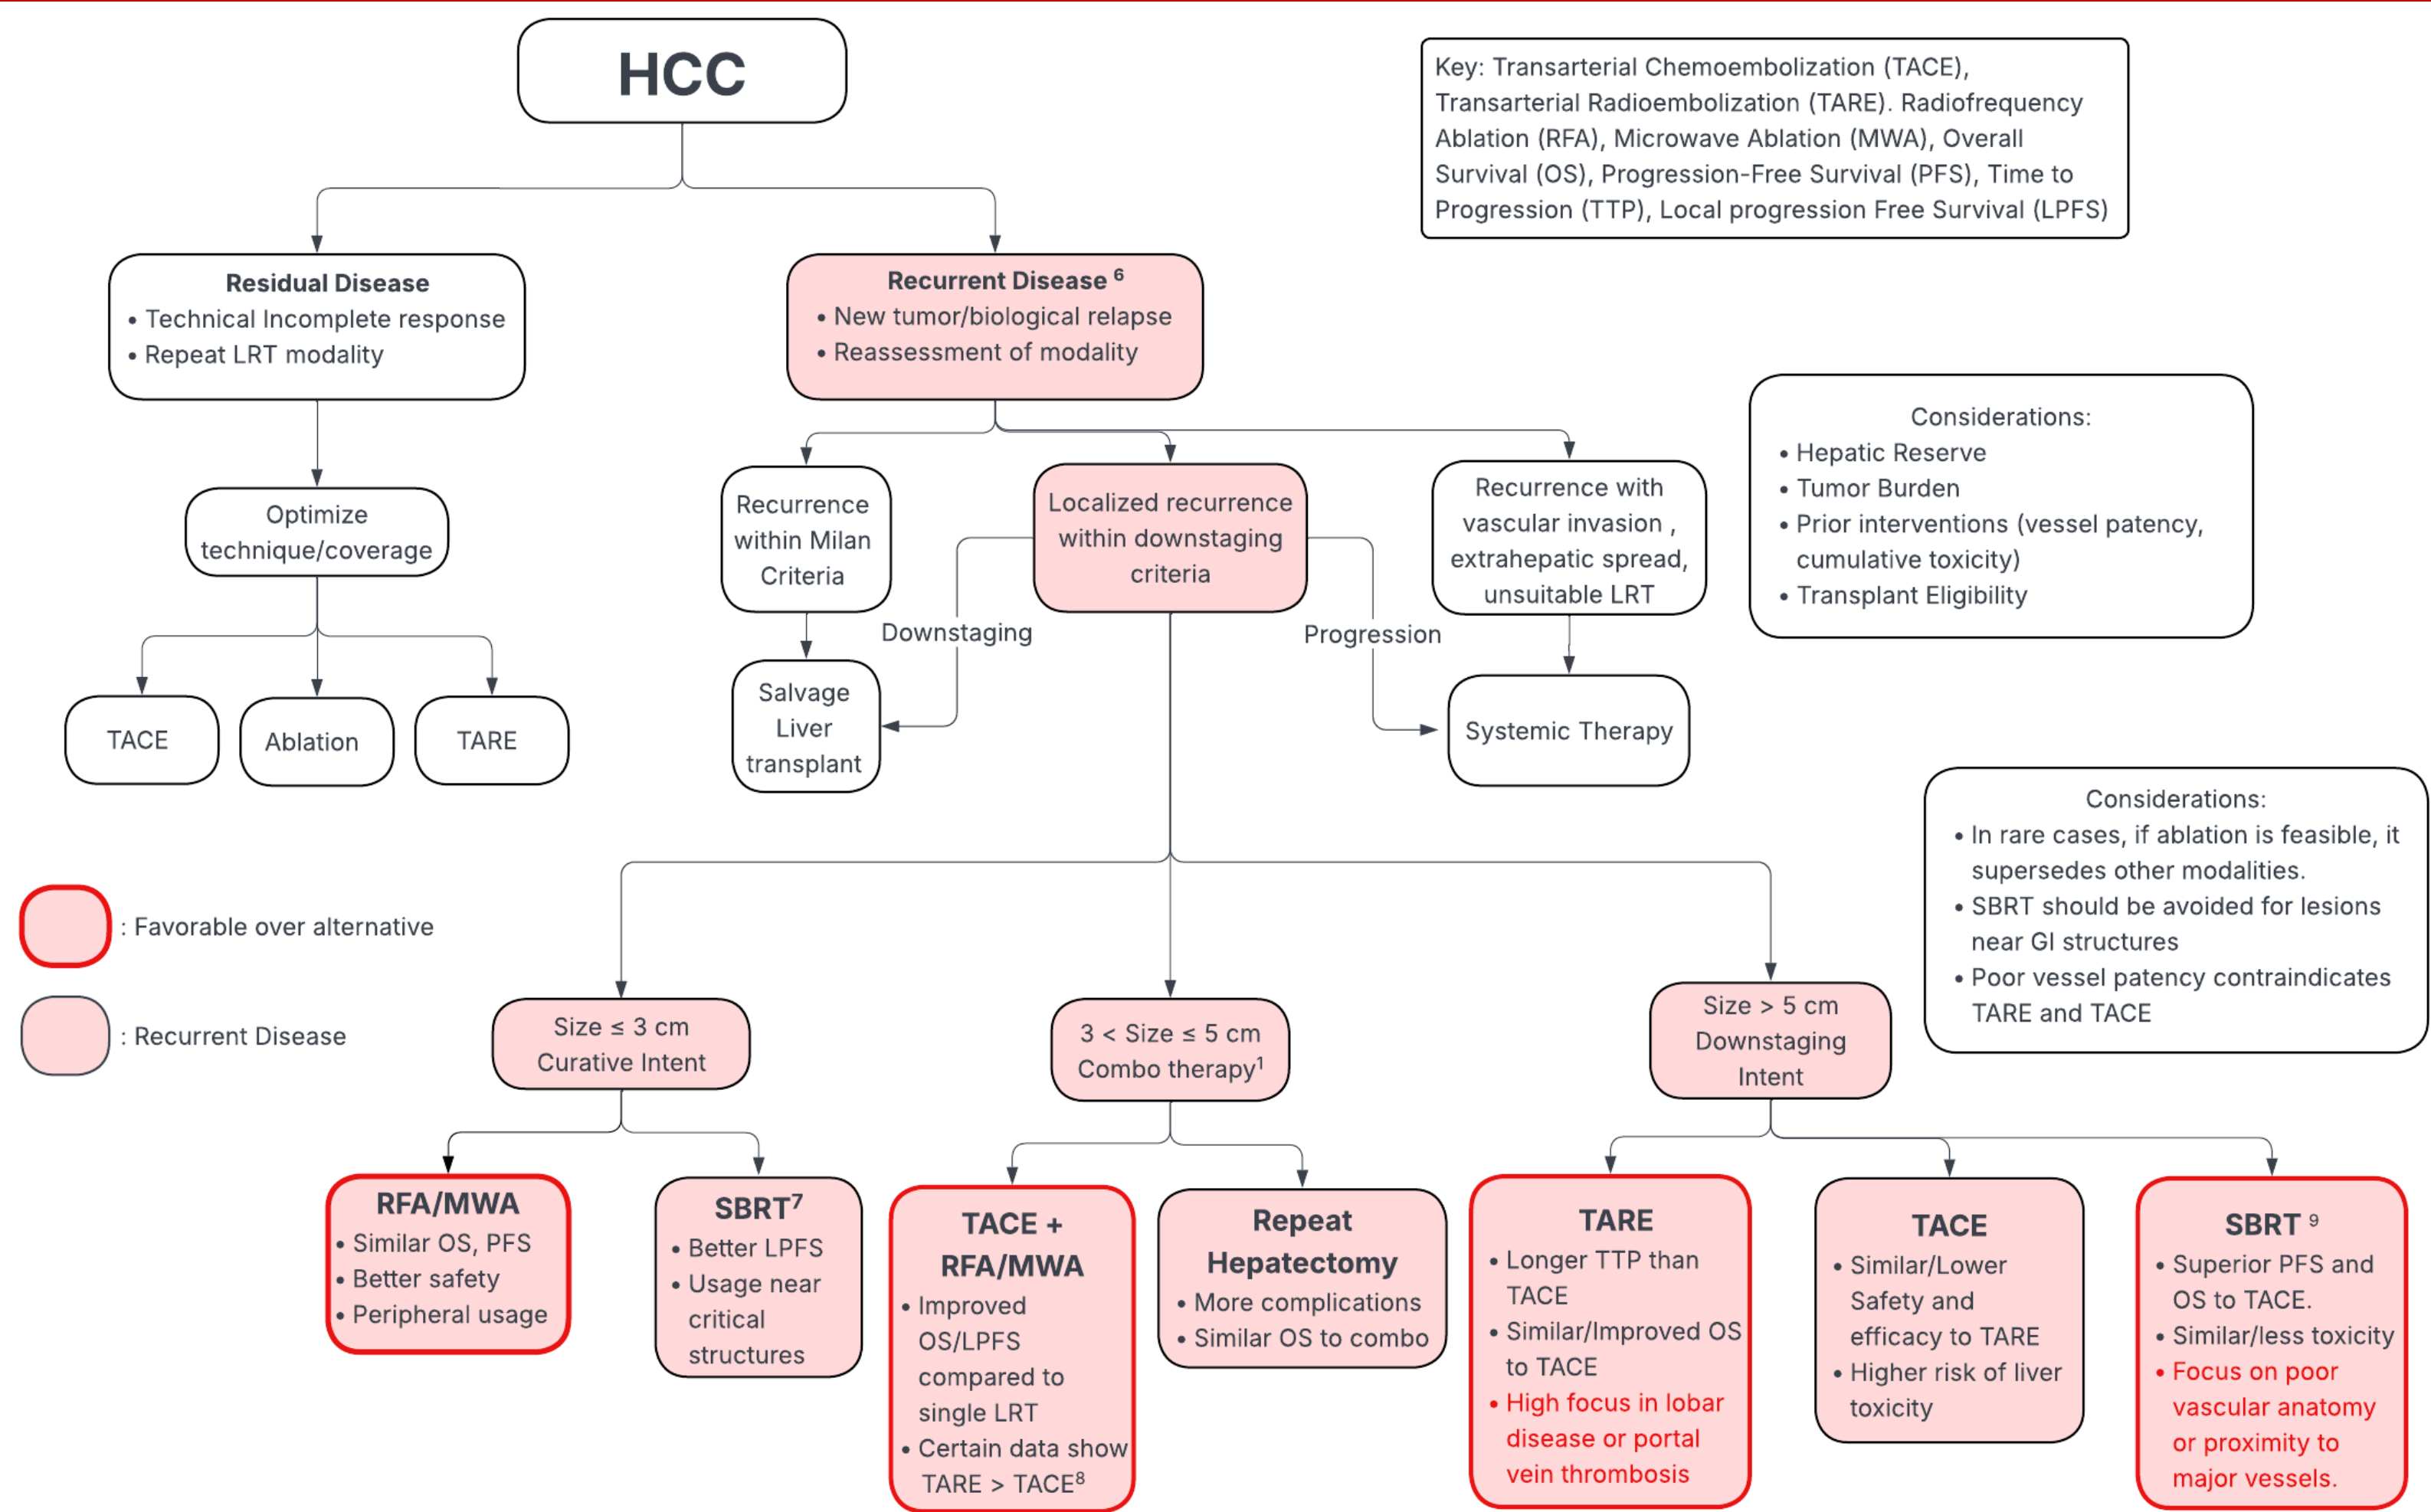 HCC
Key: Transarterial Chemoembolization (TACE),
Transarterial Radioembolization (TARE). Radiofrequency
Ablation (RFA), Microwave Ablation (MWA), Overall
Survival (OS), Progression-Free Survival (PFS), Time to
Progression (TTP), Local progression Free Survival (LPFS)
Residual Disease
• Technical Incomplete response
• Repeat LRT modality
Recurrent Disease ⁶
• New tumor/biological relapse
• Reassessment of modality
Optimize
technique/coverage
TACE
Ablation
TARE
Recurrence
within Milan
Criteria
Localized recurrence
within downstaging
criteria
Recurrence with
vascular invasion ,
extrahepatic spread,
unsuitable LRT
Considerations:
• Hepatic Reserve
• Tumor Burden
• Prior interventions (vessel patency,
cumulative toxicity)
• Transplant Eligibility
Downstaging
Progression
Salvage
Liver
transplant
Systemic Therapy
Considerations:
• In rare cases, if ablation is feasible, it
supersedes other modalities.
• SBRT should be avoided for lesions
near GI structures
• Poor vessel patency contraindicates
TARE and TACE
: Favorable over alternative
: Recurrent Disease
Size ≤ 3 cm
Curative Intent
3 < Size ≤ 5 cm
Combo therapy¹
Size > 5 cm
Downstaging
Intent
RFA/MWA
• Similar OS, PFS
• Better safety
• Peripheral usage
SBRT⁷
• Better LPFS
• Usage near
critical
structures
TACE +
RFA/MWA
• Improved
OS/LPFS
compared to
single LRT
• Certain data show
TARE > TACE⁸
Repeat
Hepatectomy
• More complications
• Similar OS to combo
TARE
• Longer TTP than
TACE
• Similar/Improved OS
to TACE
• High focus in lobar
disease or portal
vein thrombosis
TACE
• Similar/Lower
Safety and
efficacy to TARE
• Higher risk of liver
toxicity
SBRT ⁹
• Superior PFS and
OS to TACE.
• Similar/less toxicity
• Focus on poor
vascular anatomy
or proximity to
major vessels.